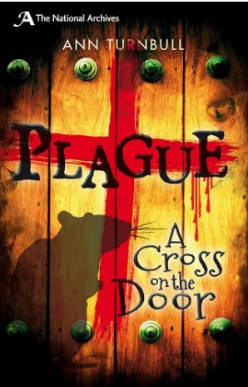 The National Archives
ANN TURNBULL
PLAGUE
A
Cross
on the
Door